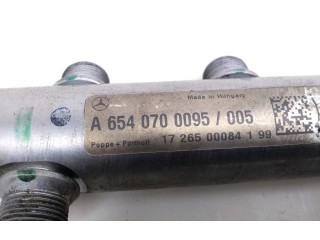 Made in Hungary
A 654 070 0095 / 005
Poppe + Potthoff 17 265 00084 1 99